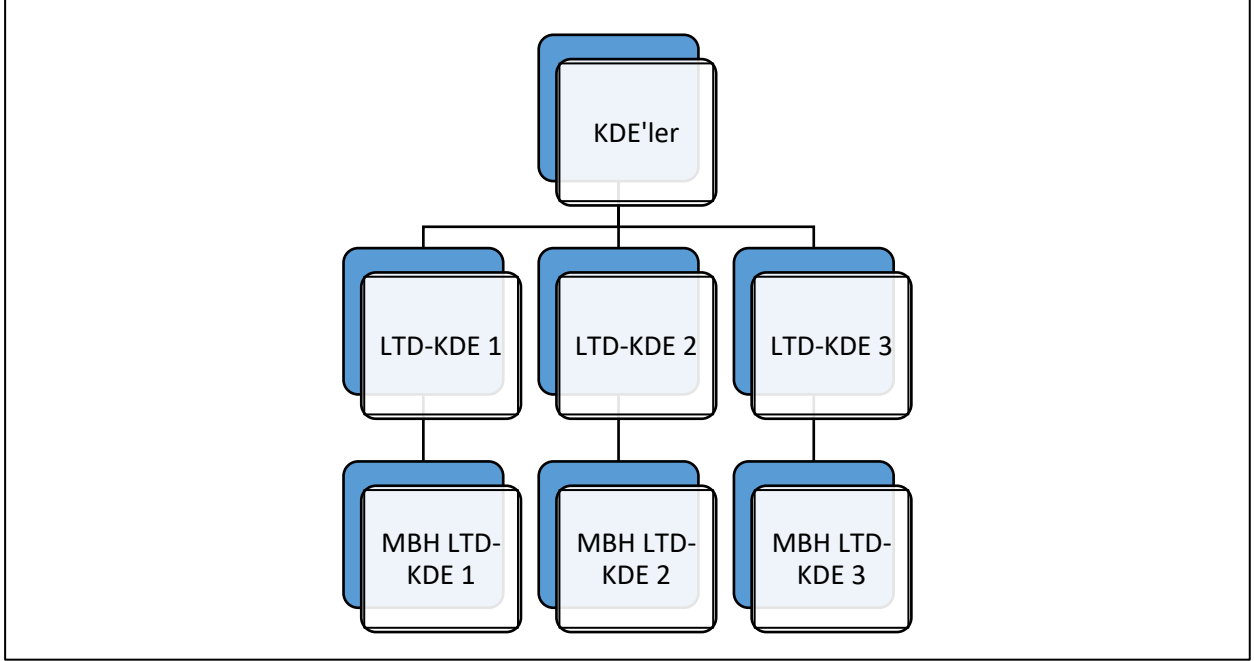 KDE'ler
LTD-KDE 1
LTD-KDE 2
LTD-KDE 3
MBH LTD-
KDE 1
MBH LTD-
KDE 2
MBH LTD-
KDE 3